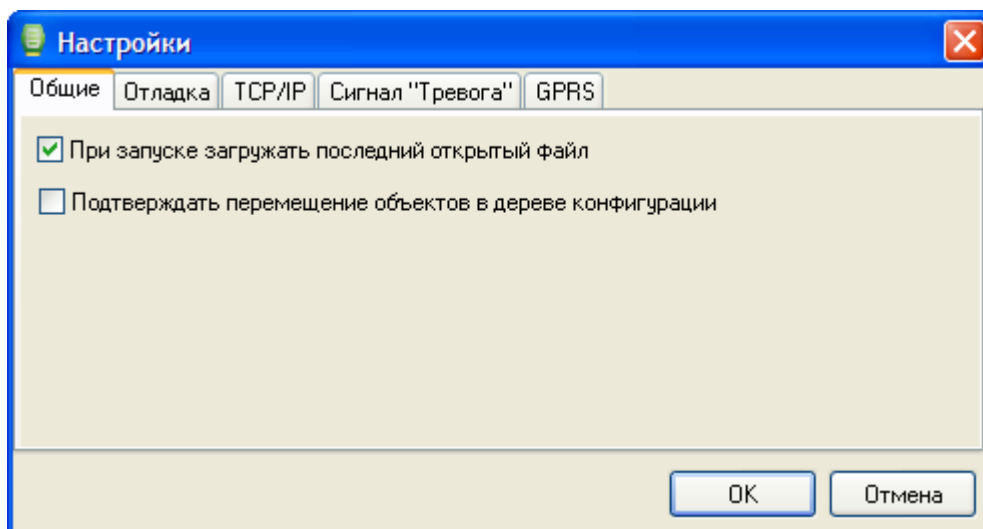 Настройки
Общие Отладка TCP/IP Сигнал "Тревога" GPRS
При запуске загружать последний открытый файл
Подтверждать перемещение объектов в дереве конфигурации
OK Отмена